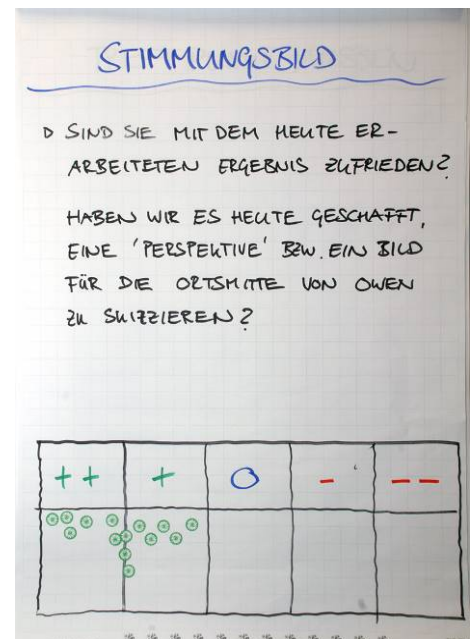 STIMMUNGSBILD
SIND SIE MIT DEM HEUTE ER-
ARBEITETEN ERGEBNIS ZUFRIEDEN?
HABEN WIR ES HEUTE GESCHAFFT,
EINE 'PERSPEKTIVE' BZW. EIN BILD
FÜR DIE ORTSMITTE VON OWEN
ZU SKIZZIEREN?
++ + O - --